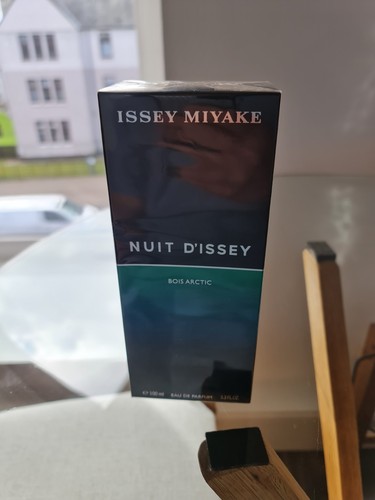 ISSEY MIYAKE
NUIT D'ISSEY
BOIS ARCTIC
EAU DE PARFUM